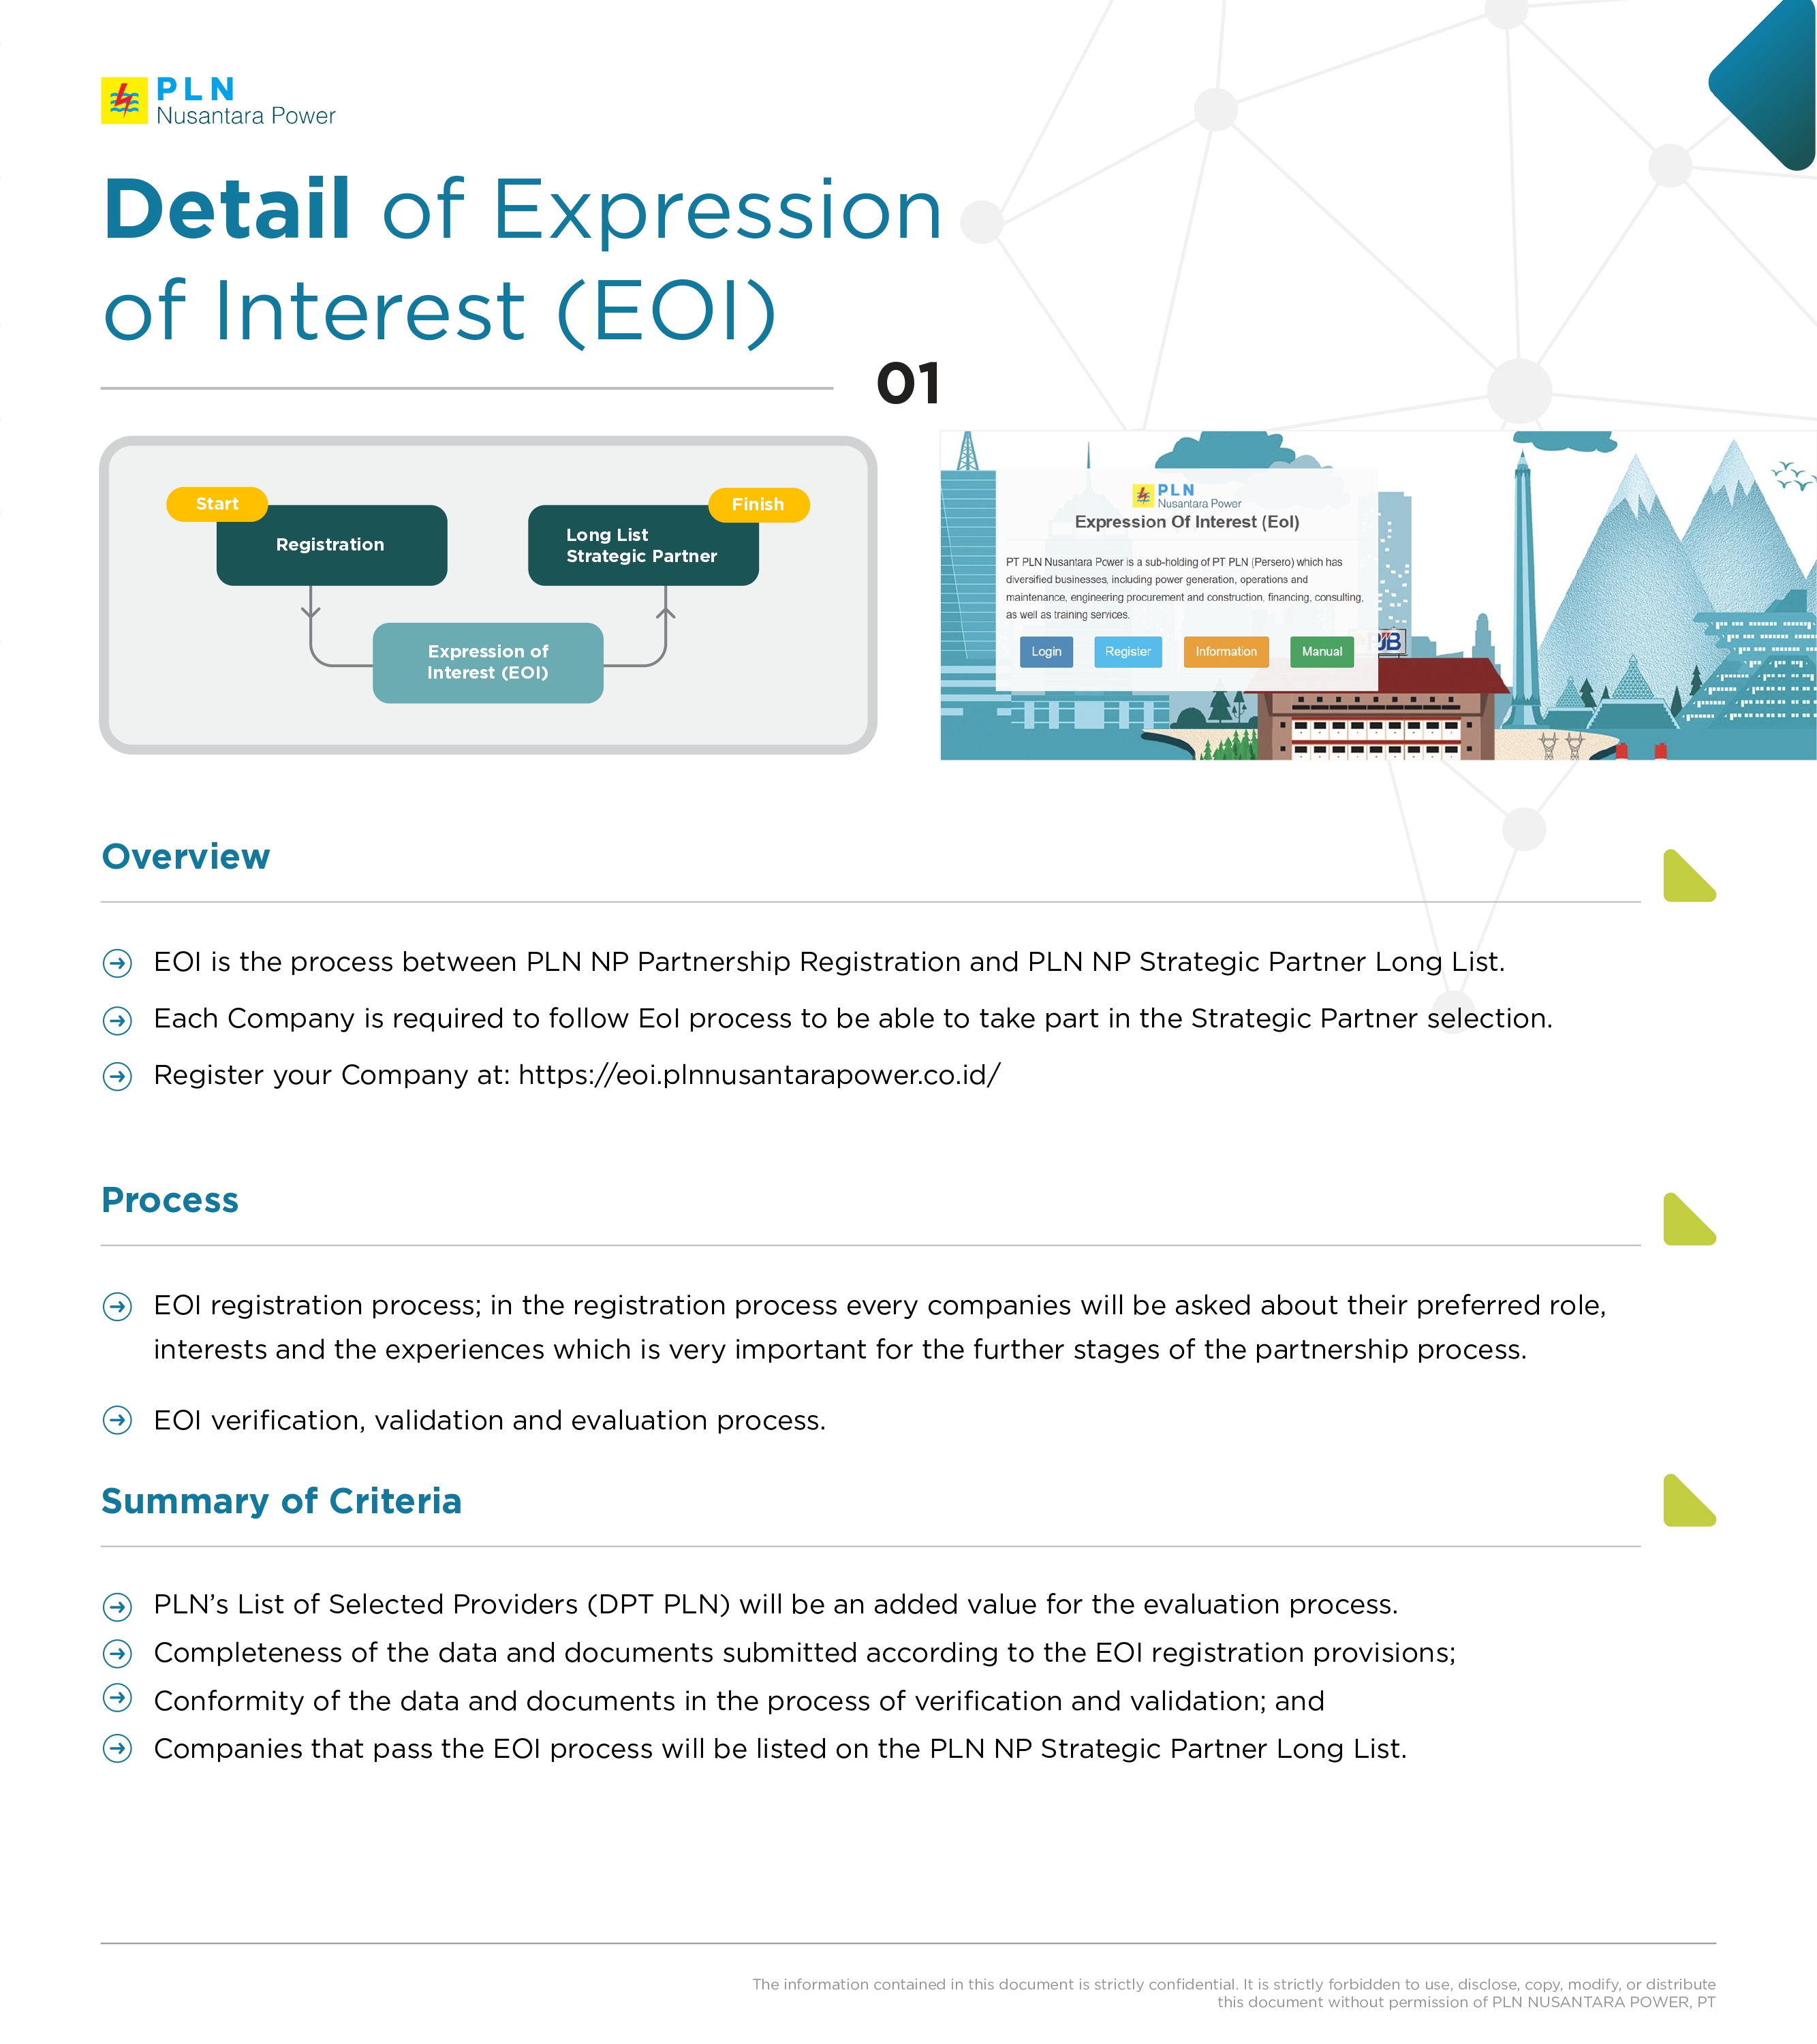 PLN
Nusantara Power
Detail of Expression
of Interest (EOI)
01
Start
Registration
Finish
Long List
Strategic Partner
Expression of
Interest (EOI)
PLN
Nusantara Power
Expression Of Interest (EoI)
PT PLN Nusantara Power is a sub-holding of PT PLN (Persero) which has
diversified businesses, including power generation, operations and
maintenance, engineering procurement and construction, financing, consulting,
as well as training services.
Login
Register
Information
Manual
PJB
Overview
EOI is the process between PLN NP Partnership Registration and PLN NP Strategic Partner Long List.
Each Company is required to follow EoI process to be able to take part in the Strategic Partner selection.
Register your Company at: https://eoi.plnnusantarapower.co.id/
Process
EOI registration process; in the registration process every companies will be asked about their preferred role,
interests and the experiences which is very important for the further stages of the partnership process.
EOI verification, validation and evaluation process.
Summary of Criteria
PLN’s List of Selected Providers (DPT PLN) will be an added value for the evaluation process.
Completeness of the data and documents submitted according to the EOI registration provisions;
Conformity of the data and documents in the process of verification and validation; and
Companies that pass the EOI process will be listed on the PLN NP Strategic Partner Long List.
The information contained in this document is strictly confidential. It is strictly forbidden to use, disclose, copy, modify, or distribute
this document without permission of PLN NUSANTARA POWER, PT